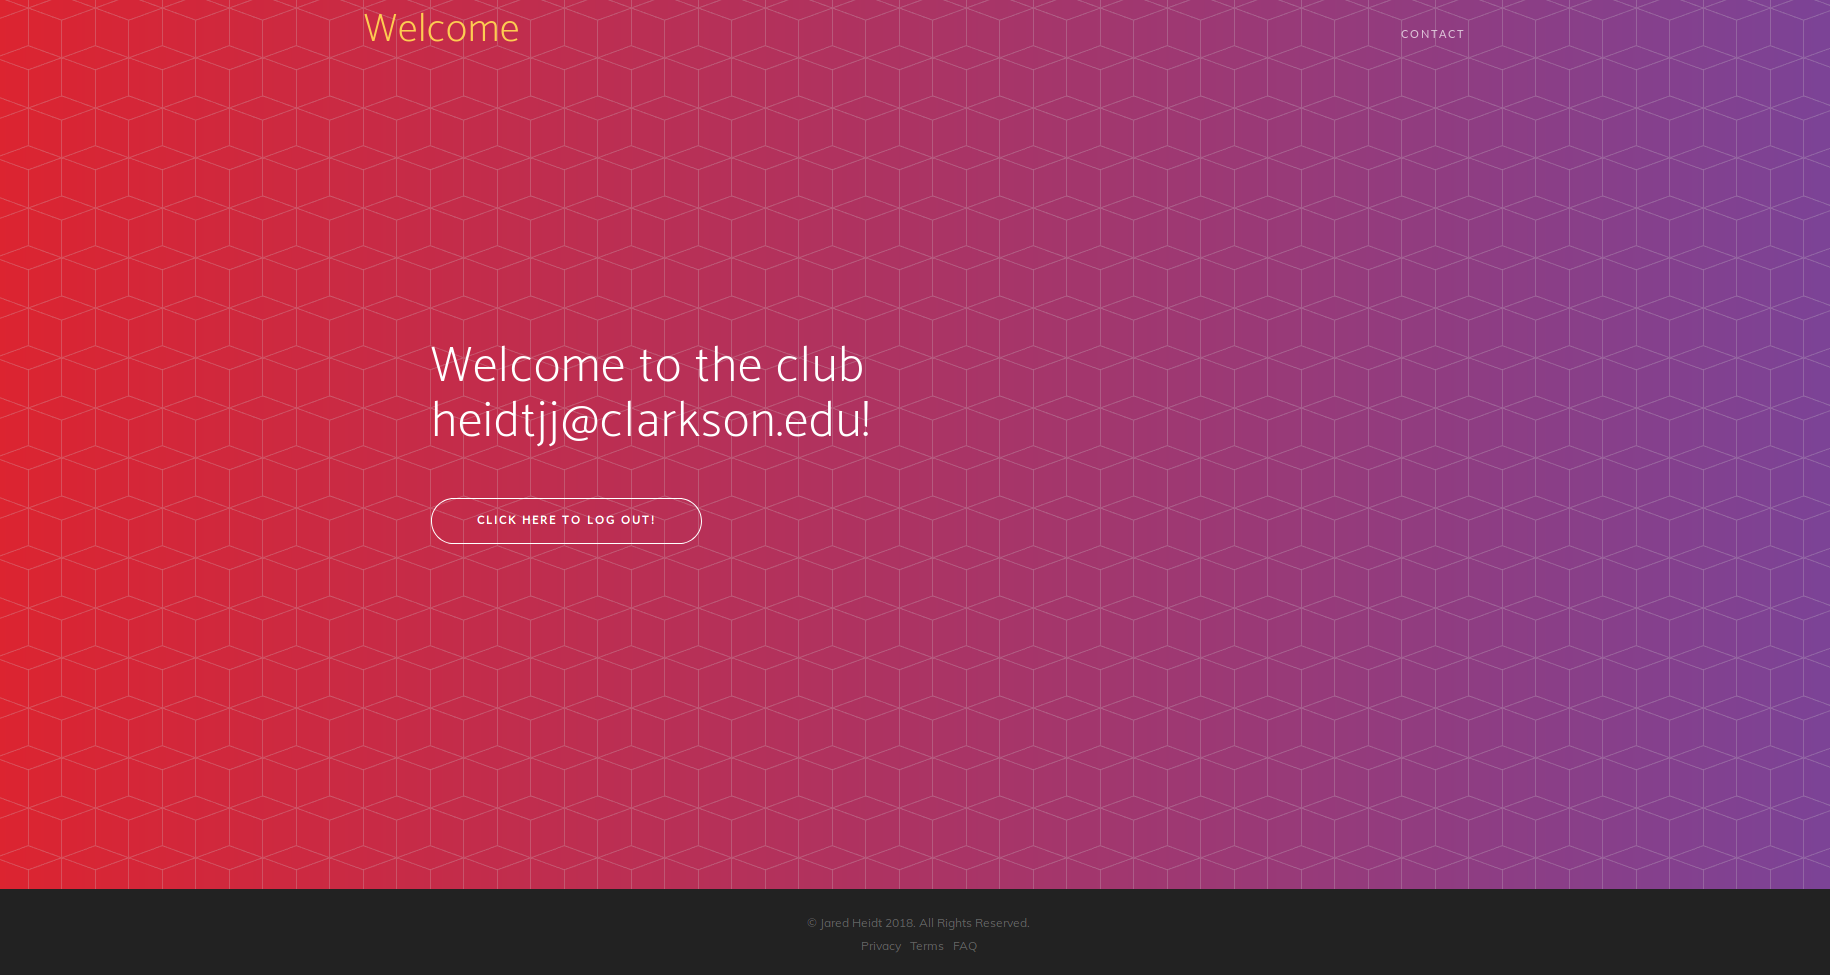 Welcome
CONTACT
Welcome to the club
heidtjj@clarkson.edu!
CLICK HERE TO LOG OUT!
© Jared Heidt 2018. All Rights Reserved.
Privacy Terms FAQ